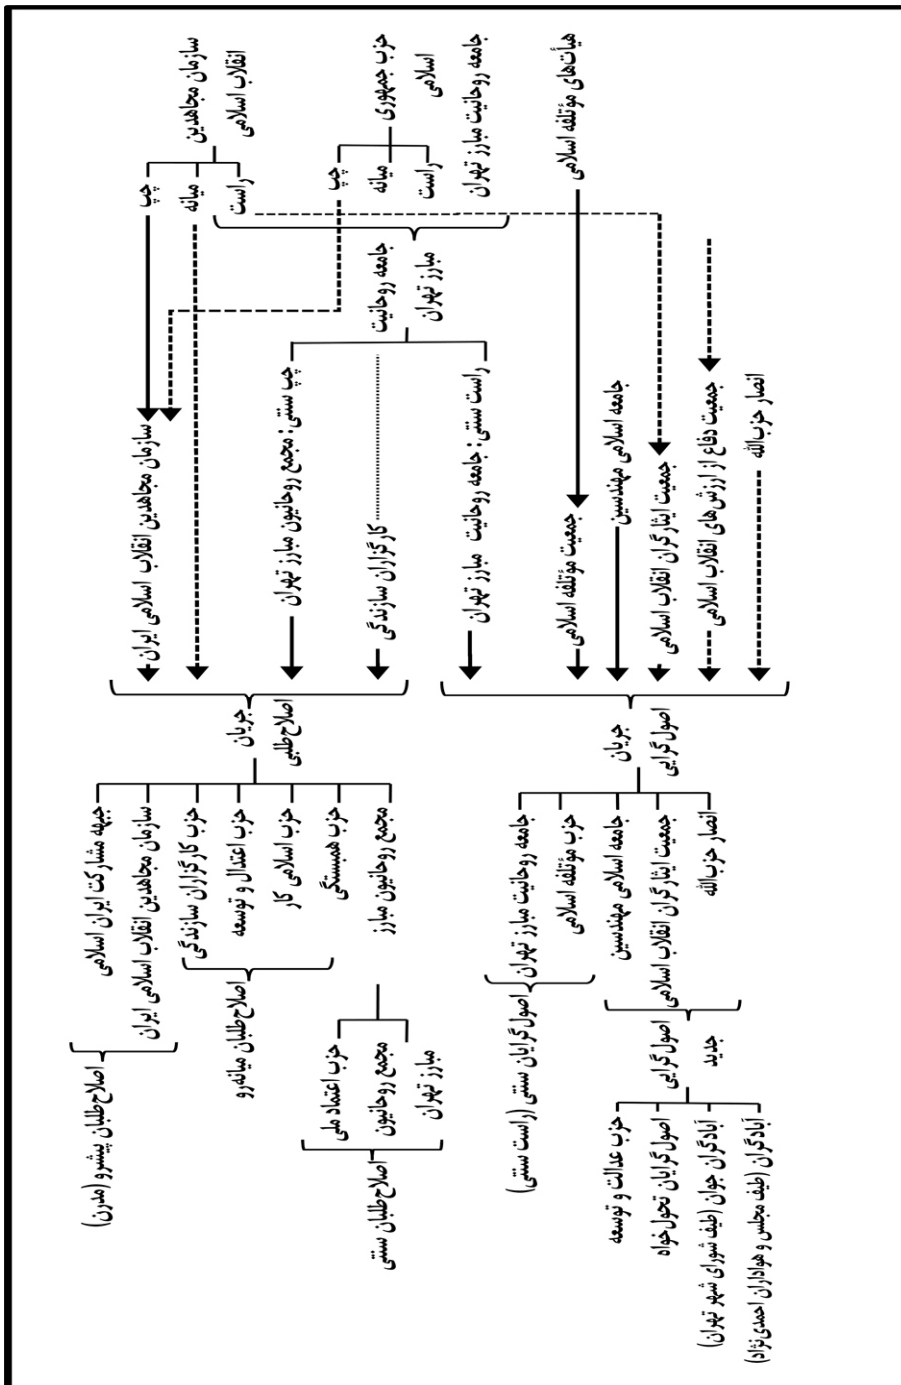 سازمان مجاهدین
انقلاب اسلامی
چپ
میانه
راست
حزب جمهوری
اسلامی
چپ
میانه
راست
جامعه روحانیت مبارز تهران
هیأت‌های مؤتلفه اسلامی
جامعه روحانیت
مبارز تهران
سازمان مجاهدین انقلاب اسلامی ایران
چپ سنتی: مجمع روحانیون مبارز تهران
کارگزاران سازندگی
راست سنتی: جامعه روحانیت مبارز تهران
جمعیت مؤتلفه اسلامی
جامعه اسلامی مهندسین
جمعیت ایثارگران انقلاب اسلامی
جمعیت دفاع از ارزش‌های انقلاب اسلامی
انصار حزب‌الله
جریان
اصلاح‌طلبی
جریان
اصول‌گرایی
جبهه مشارکت ایران اسلامی
سازمان مجاهدین انقلاب اسلامی ایران
حزب کارگزاران سازندگی
حزب اعتدال و توسعه
حزب اسلامی کار
حزب همبستگی
مجمع روحانیون مبارز
جامعه روحانیت مبارز تهران
حزب مؤتلفه اسلامی
جامعه اسلامی مهندسین
جمعیت ایثارگران انقلاب اسلامی
انصار حزب‌الله
اصلاح‌طلبان پیشرو (مدرن)
اصلاح‌طلبان میانه‌رو
حزب اعتماد ملی
مجمع روحانیون
مبارز تهران
اصلاح‌طلبان سنتی
اصول‌گرایان سنتی (راست سنتی)
اصول‌گرایی
جدید
حزب عدالت و توسعه
اصول‌گرایان تحول‌خواه
آبادگران جوان (طیف شورای شهر تهران)
آبادگران (طیف مجلس و هواداران احمدی‌نژاد)